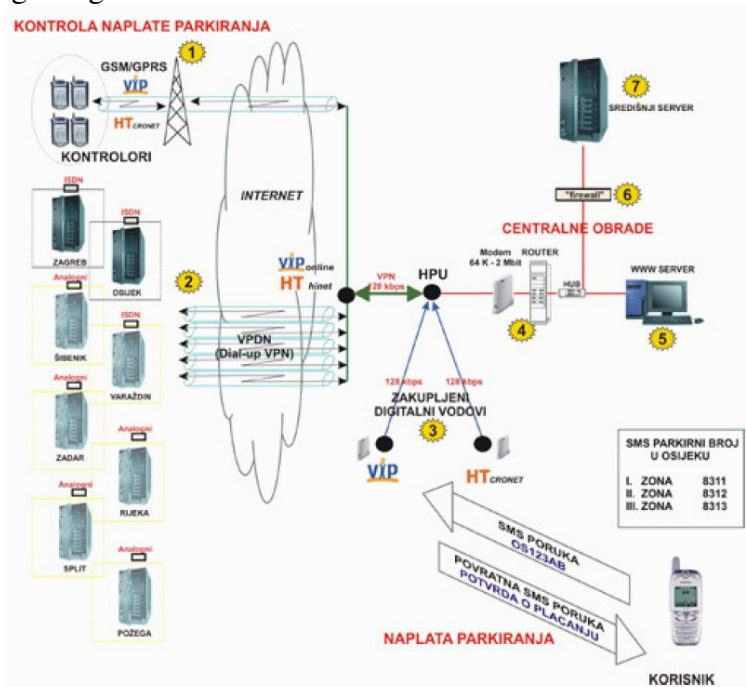 KONTROLA NAPLATE PARKIRANJA
1
GSM/GPRS
VIP
HT CRONET
KONTROLORI
INTERNET
7
SREDIŠNJI SERVER
6
"firewall"
CENTRALNE OBRADE
ISDN
ZAGREB
ISDN
OSIJEK
Analogni
ŠIBENIK
ISDN
VARAŽDIN
Analogni
ZADAR
Analogni
RIJEKA
Analogni
SPLIT
Analogni
POŽEGA
2
VIP online
HT hinet
VPDN
(Dial-up VPN)
VPN
128 kbps
HPU
Modem
64 K - 2 Mbit
ROUTER
HUB
4
WWW SERVER
5
128 kbps
128 kbps
ZAKUPLJENI
DIGITALNI VODOVI
3
VIP
HT CRONET
SMS PARKIRNI BROJ
U OSIJEKU
I. ZONA 8311
II. ZONA 8312
III. ZONA 8313
SMS PORUKA
OS123AB
POVRATNA SMS PORUKA
POTVRDA O PLACANJU
NAPLATA PARKIRANJA
KORISNIK